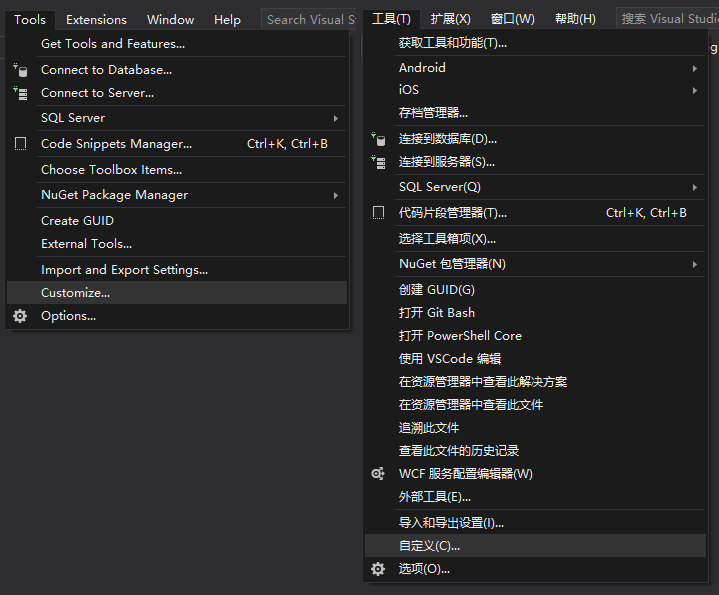 Tools Extensions Window Help Search Visual S
Get Tools and Features...
Connect to Database...
Connect to Server...
SQL Server
Code Snippets Manager... Ctrl+K, Ctrl+B
Choose Toolbox Items...
NuGet Package Manager
Create GUID
External Tools...
Import and Export Settings...
Customize...
Options...
工具(T) 扩展(X) 窗口(W) 帮助(H) 搜索 Visual Studi
获取工具和功能(T)...
Android
iOS
存档管理器...
连接到数据库(D)...
连接到服务器(S)...
SQL Server(Q)
代码片段管理器(T)... Ctrl+K, Ctrl+B
选择工具箱项(X)...
NuGet 包管理器(N)
创建 GUID(G)
打开 Git Bash
打开 PowerShell Core
使用 VSCode 编辑
在资源管理器中查看此解决方案
在资源管理器中查看此文件
追溯此文件
查看此文件的历史记录
WCF 服务配置编辑器(W)
外部工具(E)...
导入和导出设置(I)...
自定义(C)...
选项(O)...